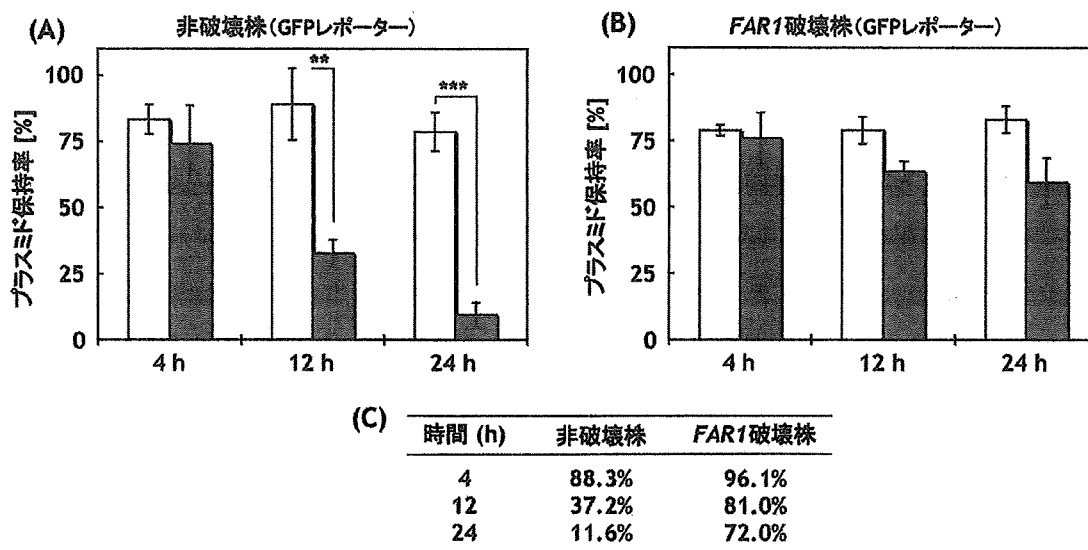 (A) 非破壊株(GFPレポーター)
プラスミド保持率 [%]
100
75
50
25
0
** ***
4 h 12 h 24 h
(B) FAR1破壊株(GFPレポーター)
プラスミド保持率 [%]
100
75
50
25
0
4 h 12 h 24 h
(C)
時間 (h) 非破壊株 FAR1破壊株
4 88.3% 96.1%
12 37.2% 81.0%
24 11.6% 72.0%